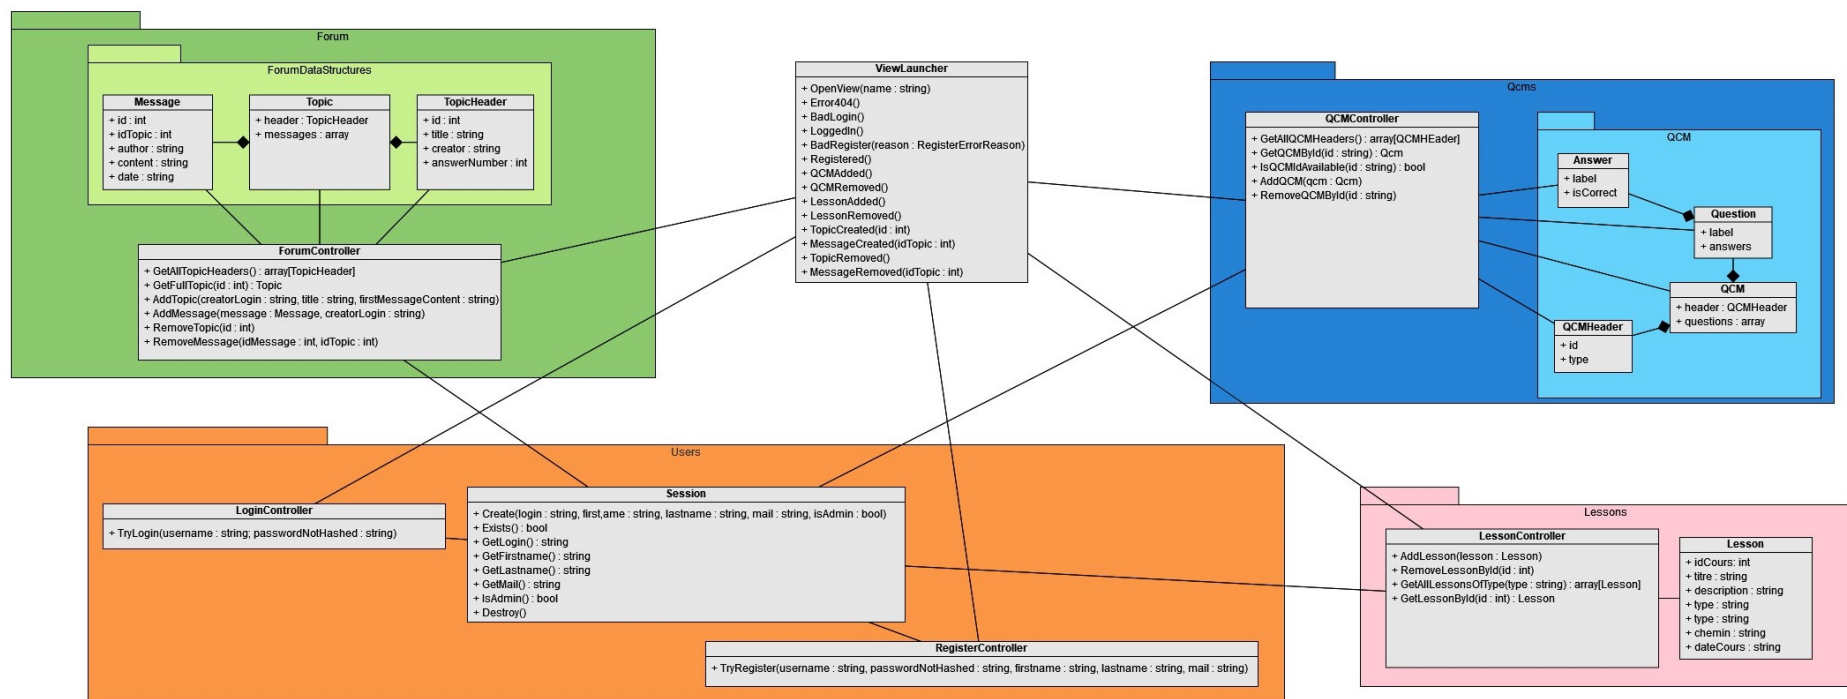 Forum
ForumDataStructures
Message
+ id : int
+ idTopic : int
+ author : string
+ content : string
+ date : string
Topic
+ header : TopicHeader
+ messages : array
TopicHeader
+ id : int
+ title : string
+ creator : string
+ answerNumber : int
ForumController
+ GetAllTopicHeaders() : array[TopicHeader]
+ GetFullTopic(id : int) : Topic
+ AddTopic(creatorLogin : string, title : string, firstMessageContent : string)
+ AddMessage(message : Message, creatorLogin : string)
+ RemoveTopic(id : int)
+ RemoveMessage(idMessage : int, idTopic : int)
ViewLauncher
+ OpenView(name : string)
+ Error404()
+ BadLogin()
+ LoggedIn()
+ BadRegister(reason : RegisterErrorReason)
+ Registered()
+ QCMAdded()
+ QCMRemoved()
+ LessonAdded()
+ LessonRemoved()
+ TopicCreated(id : int)
+ MessageCreated(idTopic : int)
+ TopicRemoved()
+ MessageRemoved(idTopic : int)
Qcms
QCMController
+ GetAllQCMHeaders() : array[QCMHEader]
+ GetQCMById(id : string) : Qcm
+ IsQCMIdAvailable(id : string) : bool
+ AddQCM(qcm : Qcm)
+ RemoveQCMById(id : string)
QCM
Answer
+ label
+ isCorrect
Question
+ label
+ answers
QCM
+ header : QCMHeader
+ questions : array
QCMHeader
+ id
+ type
Users
LoginController
+ TryLogin(username : string; passwordNotHashed : string)
Session
+ Create(login : string, first,ame : string, lastname : string, mail : string, isAdmin : bool)
+ Exists() : bool
+ GetLogin() : string
+ GetFirstname() : string
+ GetLastname() : string
+ GetMail() : string
+ IsAdmin() : bool
+ Destroy()
RegisterController
+ TryRegister(username : string, passwordNotHashed : string, firstname : string, lastname : string, mail : string)
Lessons
LessonController
+ AddLesson(lesson : Lesson)
+ RemoveLessonById(id : int)
+ GetAllLessonsOfType(type : string) : array[Lesson]
+ GetLessonById(id : int) : Lesson
Lesson
+ idCours: int
+ titre : string
+ description : string
+ type : string
+ type : string
+ chemin : string
+ dateCours : string